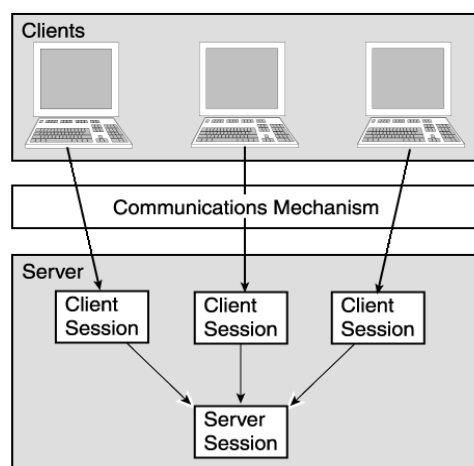 Clients
Communications Mechanism
Server
Client
Session
Client
Session
Client
Session
Server
Session